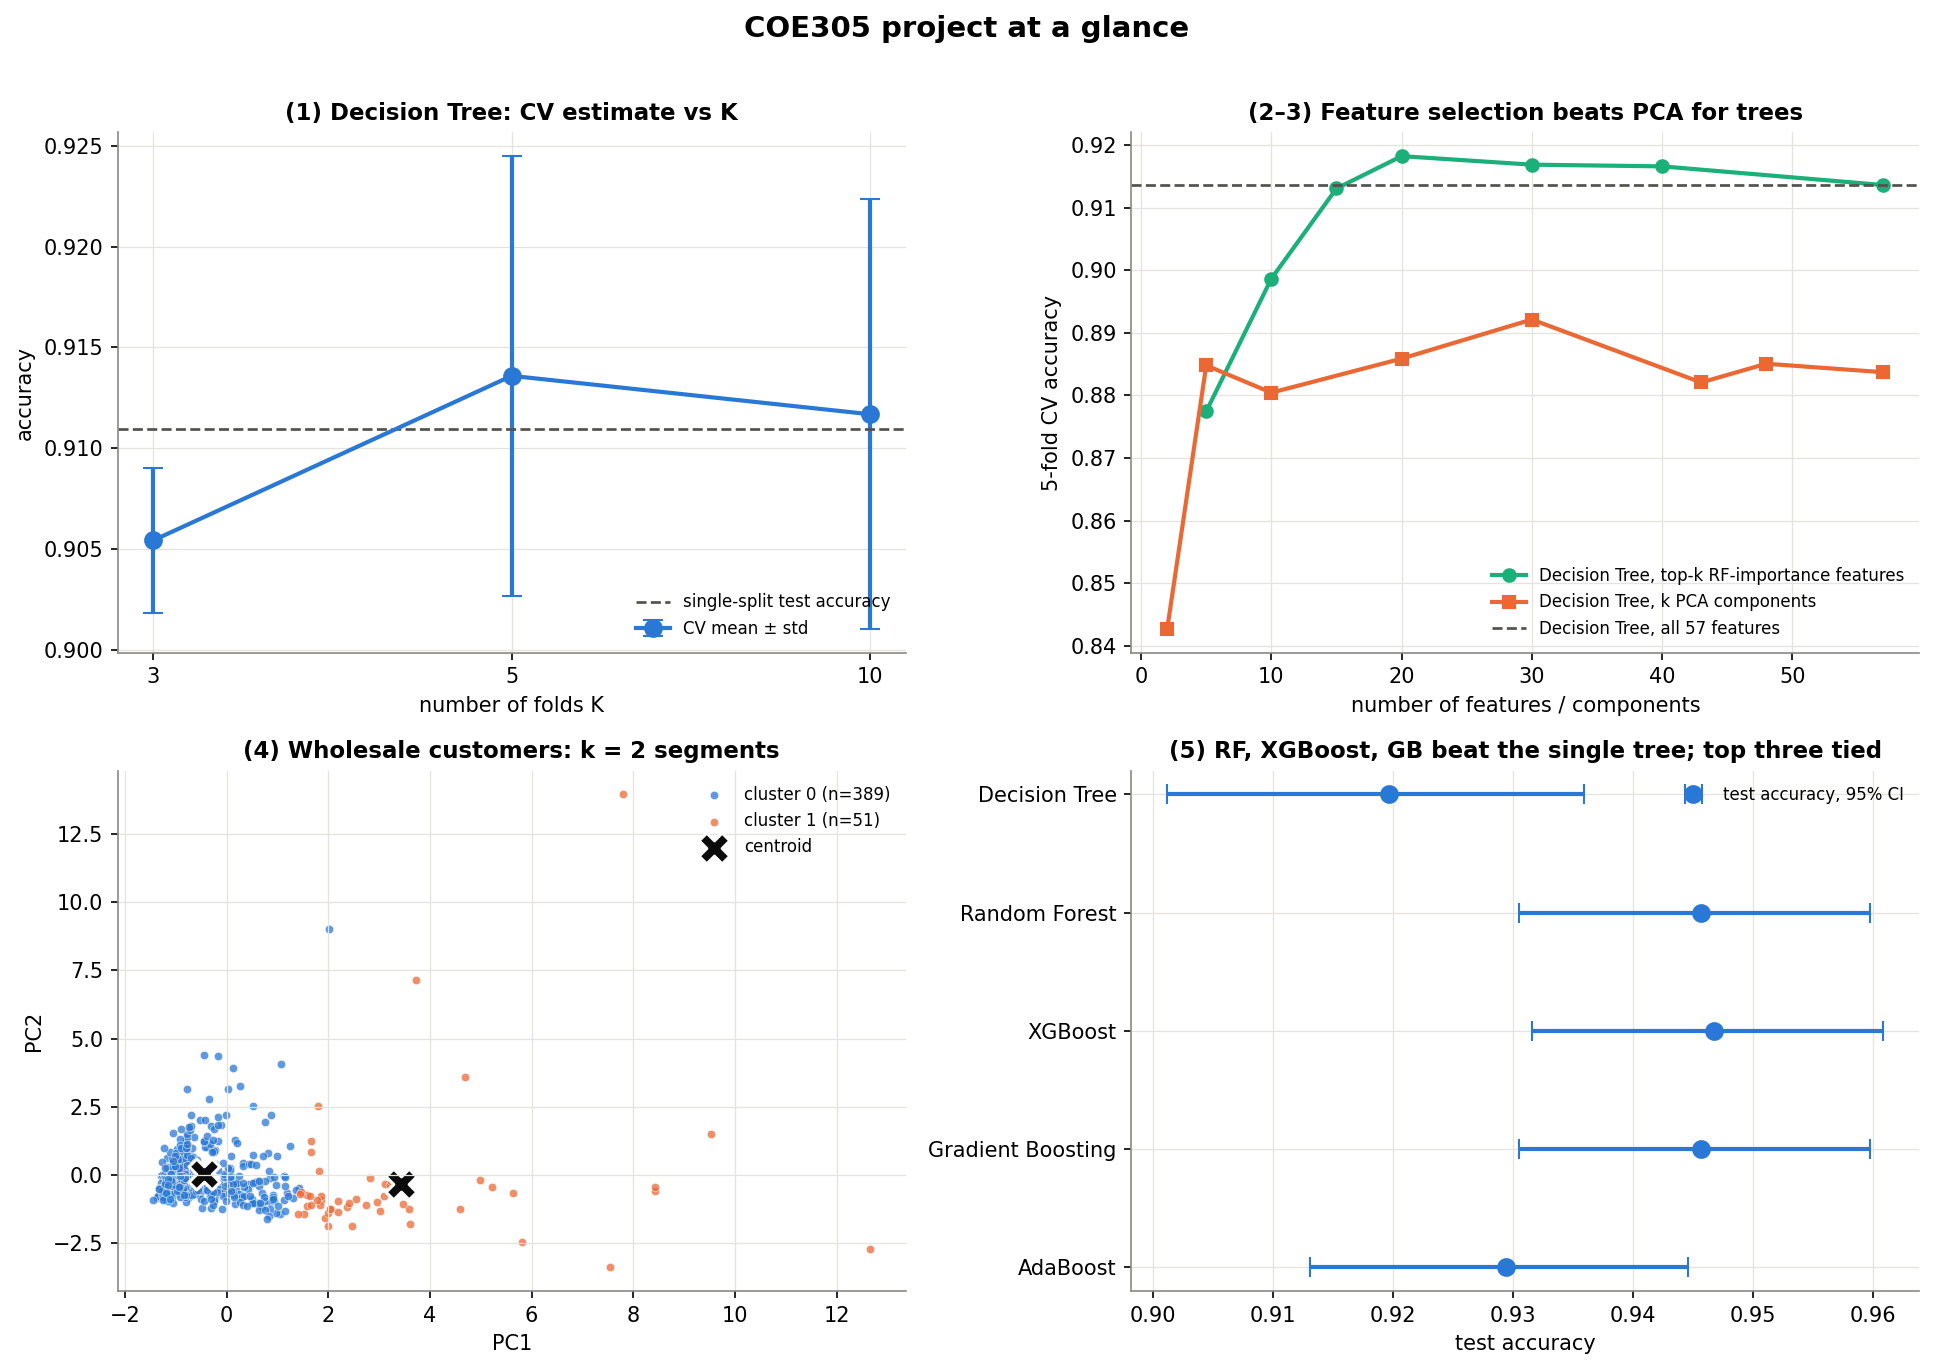 COE305 project at a glance
(1) Decision Tree: CV estimate vs K
0.925
0.920
0.915
0.910
0.905
0.900
accuracy
3 5 10
number of folds K
single-split test accuracy
CV mean ± std
(2–3) Feature selection beats PCA for trees
0.92
0.91
0.90
0.89
0.88
0.87
0.86
0.85
0.84
5-fold CV accuracy
0 10 20 30 40 50
number of features / components
Decision Tree, top-k RF-importance features
Decision Tree, k PCA components
Decision Tree, all 57 features
(4) Wholesale customers: k = 2 segments
12.5
10.0
7.5
5.0
2.5
0.0
−2.5
PC2
−2 0 2 4 6 8 10 12
PC1
cluster 0 (n=389)
cluster 1 (n=51)
centroid
(5) RF, XGBoost, GB beat the single tree; top three tied
Decision Tree
Random Forest
XGBoost
Gradient Boosting
AdaBoost
test accuracy, 95% CI
0.90 0.91 0.92 0.93 0.94 0.95 0.96
test accuracy